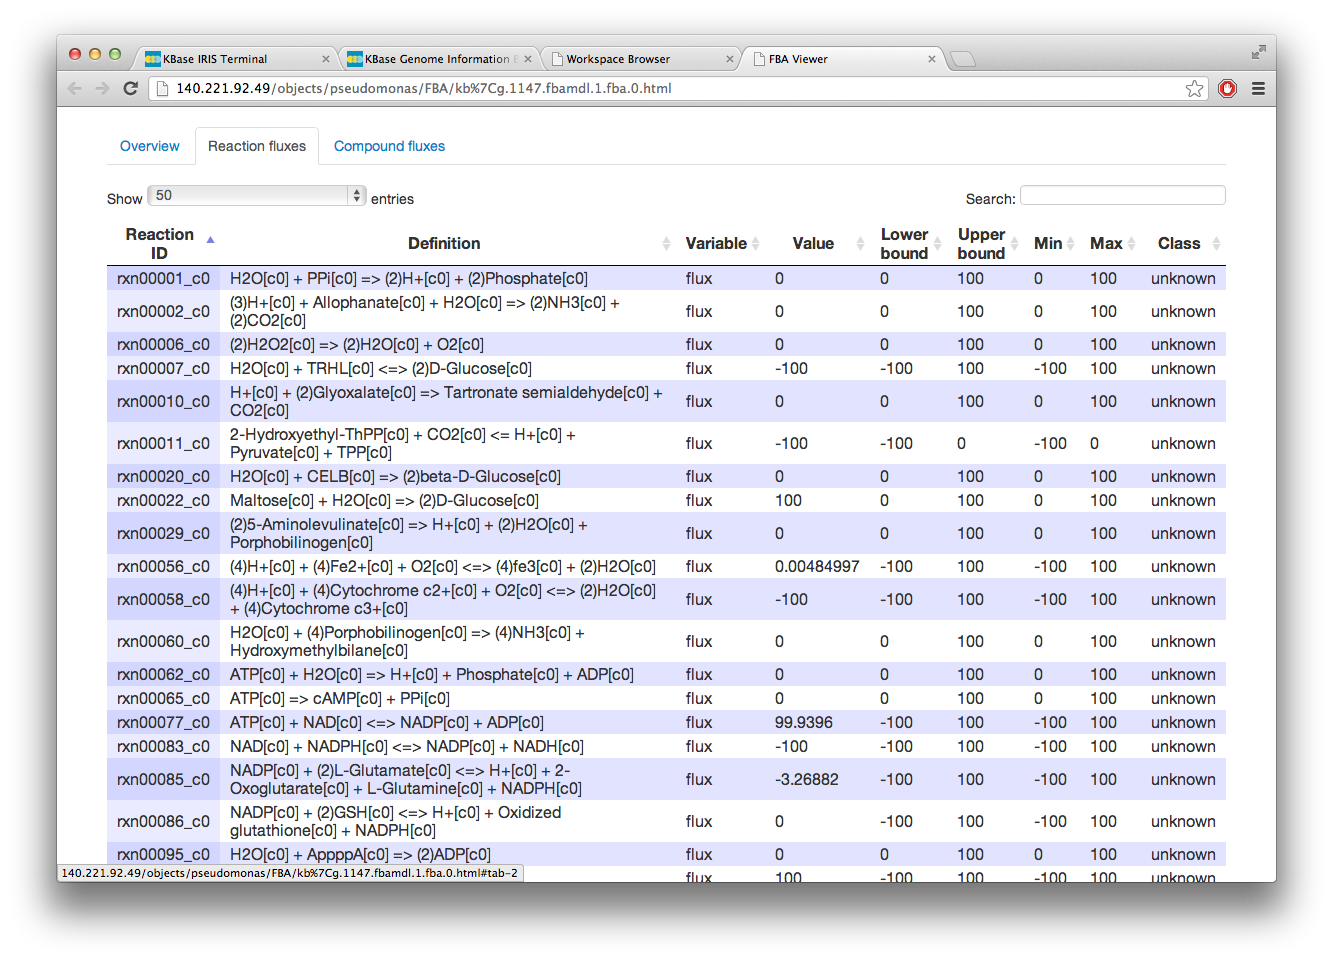 KBase IRIS Terminal
KBase Genome Information
Workspace Browser
FBA Viewer
140.221.92.49/objects/pseudomonas/FBA/kb%7Cg.1147.fbamdl.1.fba.0.html
Overview
Reaction fluxes
Compound fluxes
Show 50 entries
Search:
Reaction ID Definition Variable Value Lower bound Upper bound Min Max Class
rxn00001_c0 H2O[c0] + PPi[c0] => (2)H+[c0] + (2)Phosphate[c0] flux 0 0 100 0 100 unknown
rxn00002_c0 (3)H+[c0] + Allophanate[c0] + H2O[c0] => (2)NH3[c0] +
(2)CO2[c0] flux 0 0 100 0 100 unknown
rxn00006_c0 (2)H2O2[c0] => (2)H2O[c0] + O2[c0] flux 0 0 100 0 100 unknown
rxn00007_c0 H2O[c0] + TRHL[c0] <=> (2)D-Glucose[c0] flux -100 -100 100 -100 100 unknown
rxn00010_c0 H+[c0] + (2)Glyoxalate[c0] => Tartronate semialdehyde[c0] +
CO2[c0] flux 0 0 100 0 100 unknown
rxn00011_c0 2-Hydroxyethyl-ThPP[c0] + CO2[c0] <= H+[c0] +
Pyruvate[c0] + TPP[c0] flux -100 -100 0 -100 0 unknown
rxn00020_c0 H2O[c0] + CELB[c0] => (2)beta-D-Glucose[c0] flux 0 0 100 0 100 unknown
rxn00022_c0 Maltose[c0] + H2O[c0] => (2)D-Glucose[c0] flux 100 0 100 0 100 unknown
rxn00029_c0 (2)5-Aminolevulinate[c0] => H+[c0] + (2)H2O[c0] +
Porphobilinogen[c0] flux 0 0 100 0 100 unknown
rxn00056_c0 (4)H+[c0] + (4)Fe2+[c0] + O2[c0] <=> (4)fe3[c0] + (2)H2O[c0] flux 0.00484997 -100 100 -100 100 unknown
rxn00058_c0 (4)H+[c0] + (4)Cytochrome c2+[c0] + O2[c0] <=> (2)H2O[c0]
+ (4)Cytochrome c3+[c0] flux -100 -100 100 -100 100 unknown
rxn00060_c0 H2O[c0] + (4)Porphobilinogen[c0] => (4)NH3[c0] +
Hydroxymethylbilane[c0] flux 0 0 100 0 100 unknown
rxn00062_c0 ATP[c0] + H2O[c0] => H+[c0] + Phosphate[c0] + ADP[c0] flux 0 0 100 0 100 unknown
rxn00065_c0 ATP[c0] => cAMP[c0] + PPi[c0] flux 0 0 100 0 100 unknown
rxn00077_c0 ATP[c0] + NAD[c0] <=> NADP[c0] + ADP[c0] flux 99.9396 -100 100 -100 100 unknown
rxn00083_c0 NAD[c0] + NADPH[c0] <=> NADP[c0] + NADH[c0] flux -100 -100 100 -100 100 unknown
rxn00085_c0 NADP[c0] + (2)L-Glutamate[c0] <=> H+[c0] + 2-
Oxoglutarate[c0] + L-Glutamine[c0] + NADPH[c0] flux -3.26882 -100 100 -100 100 unknown
rxn00086_c0 NADP[c0] + (2)GSH[c0] <=> H+[c0] + Oxidized
glutathione[c0] + NADPH[c0] flux 0 -100 100 -100 100 unknown
rxn00095_c0 H2O[c0] + AppppA[c0] => (2)ADP[c0] flux 0 0 100 0 100 unknown
140.221.92.49/objects/pseudomonas/FBA/kb%7Cg.1147.fbamdl.1.fba.0.html#tab-2
flux 100 -100 100 -100 100 unknown